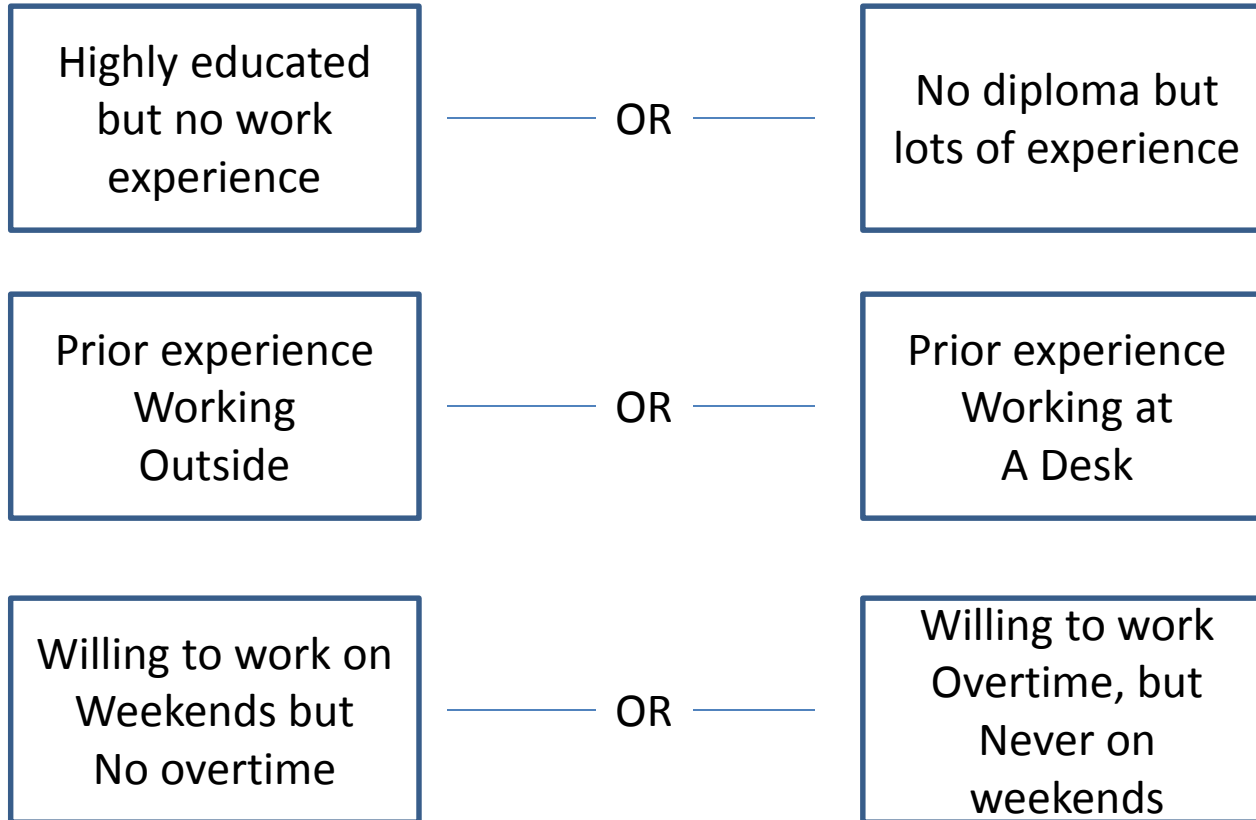 Highly educated
but no work
experience
OR
No diploma but
lots of experience
Prior experience
Working
Outside
OR
Prior experience
Working at
A Desk
Willing to work on
Weekends but
No overtime
OR
Willing to work
Overtime, but
Never on
weekends